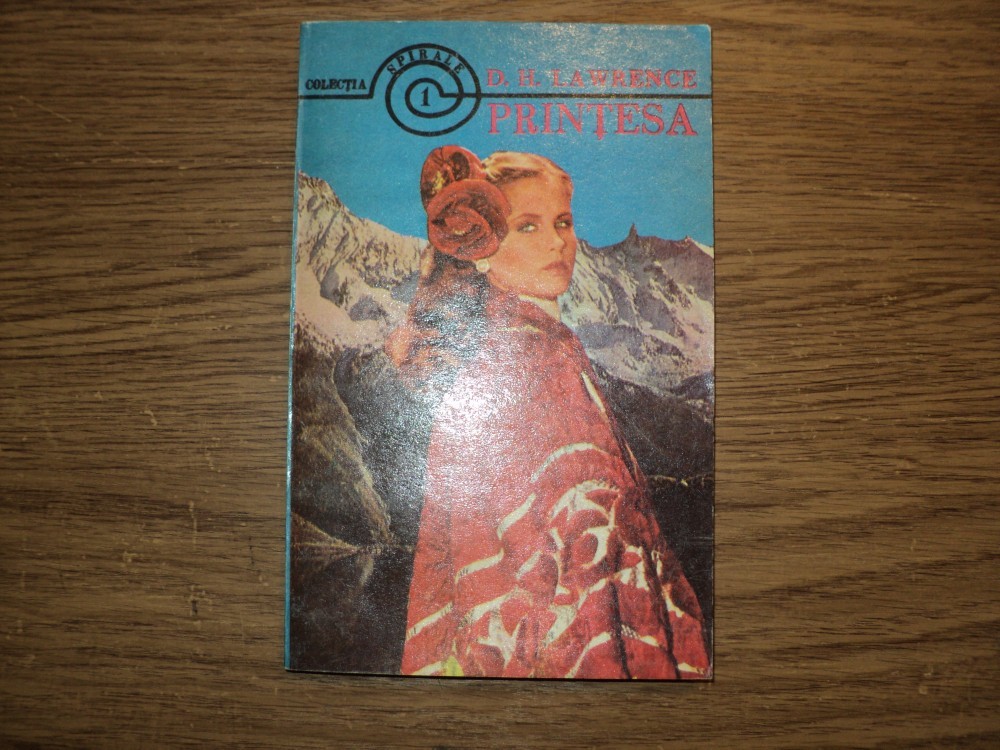 COLECȚIA
SPIRALE
1
D. H. LAWRENCE
PRINȚESA